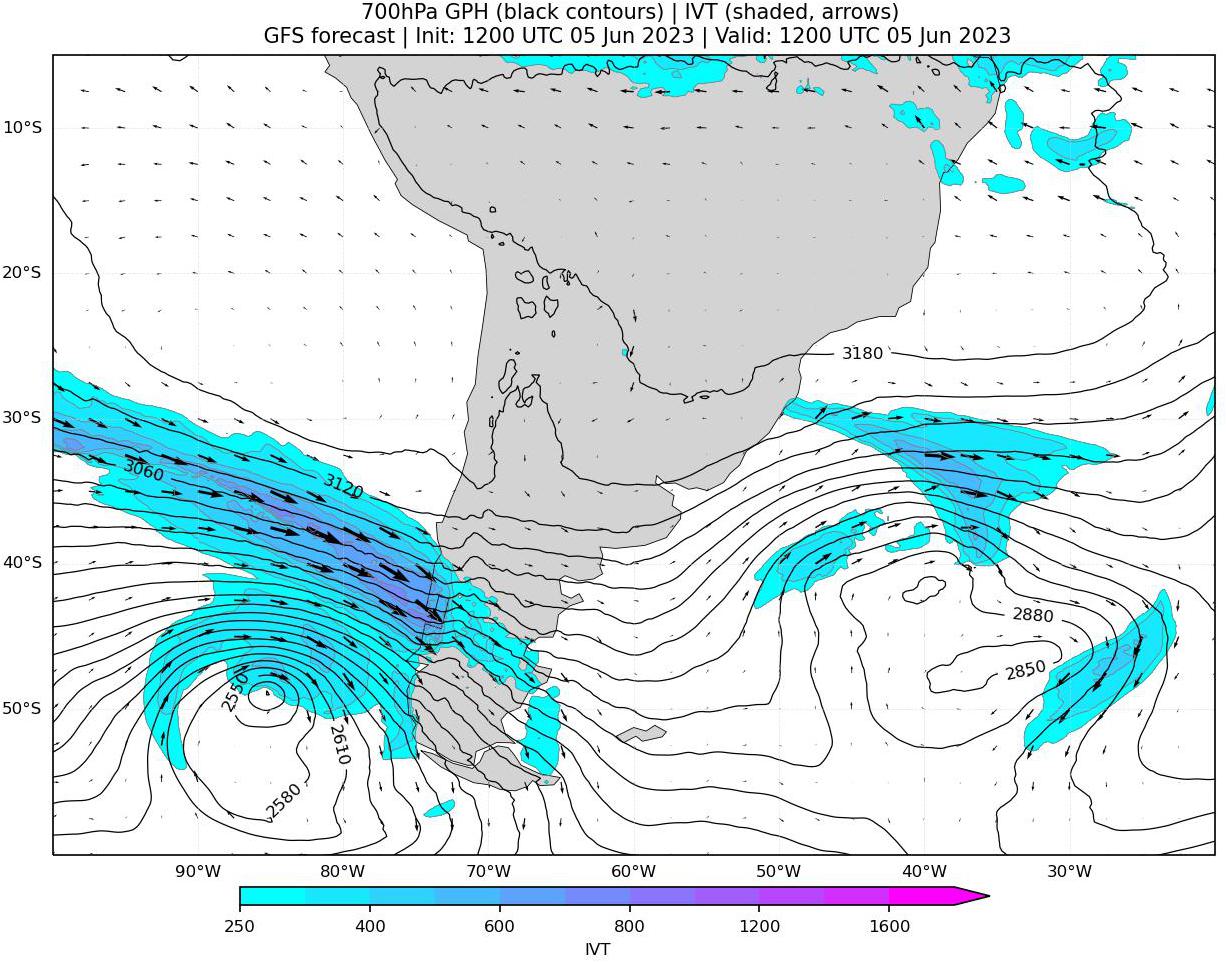 700hPa GPH (black contours) | IVT (shaded, arrows)
GFS forecast | Init: 1200 UTC 05 Jun 2023 | Valid: 1200 UTC 05 Jun 2023
10°S
20°S
3180
30°S
3060
3120
40°S
2880
2850
2550
50°S
2610
2580
90°W 80°W 70°W 60°W 50°W 40°W 30°W
250 400 600 800 1200 1600
IVT